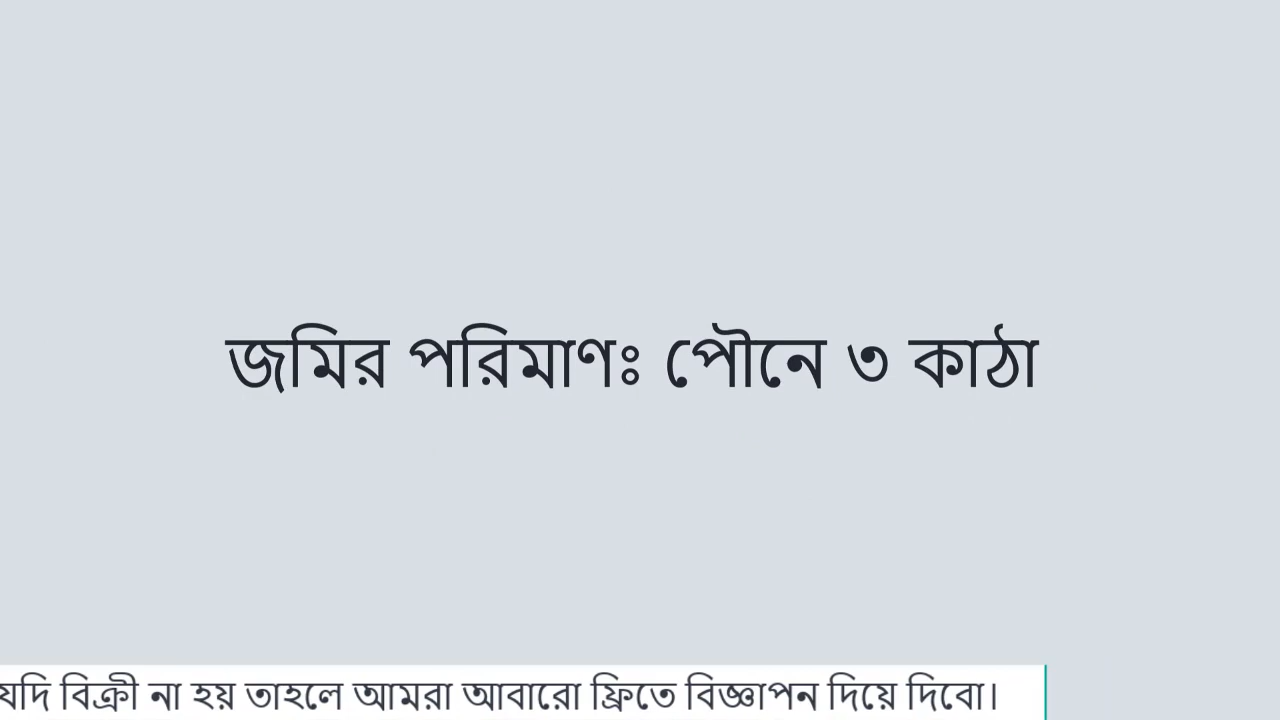 জমির পরিমাণঃ পৌনে ৩ কাঠা
যদি বিক্রী না হয় তাহলে আমরা আবারো ফ্রিতে বিজ্ঞাপন দিয়ে দিবো।